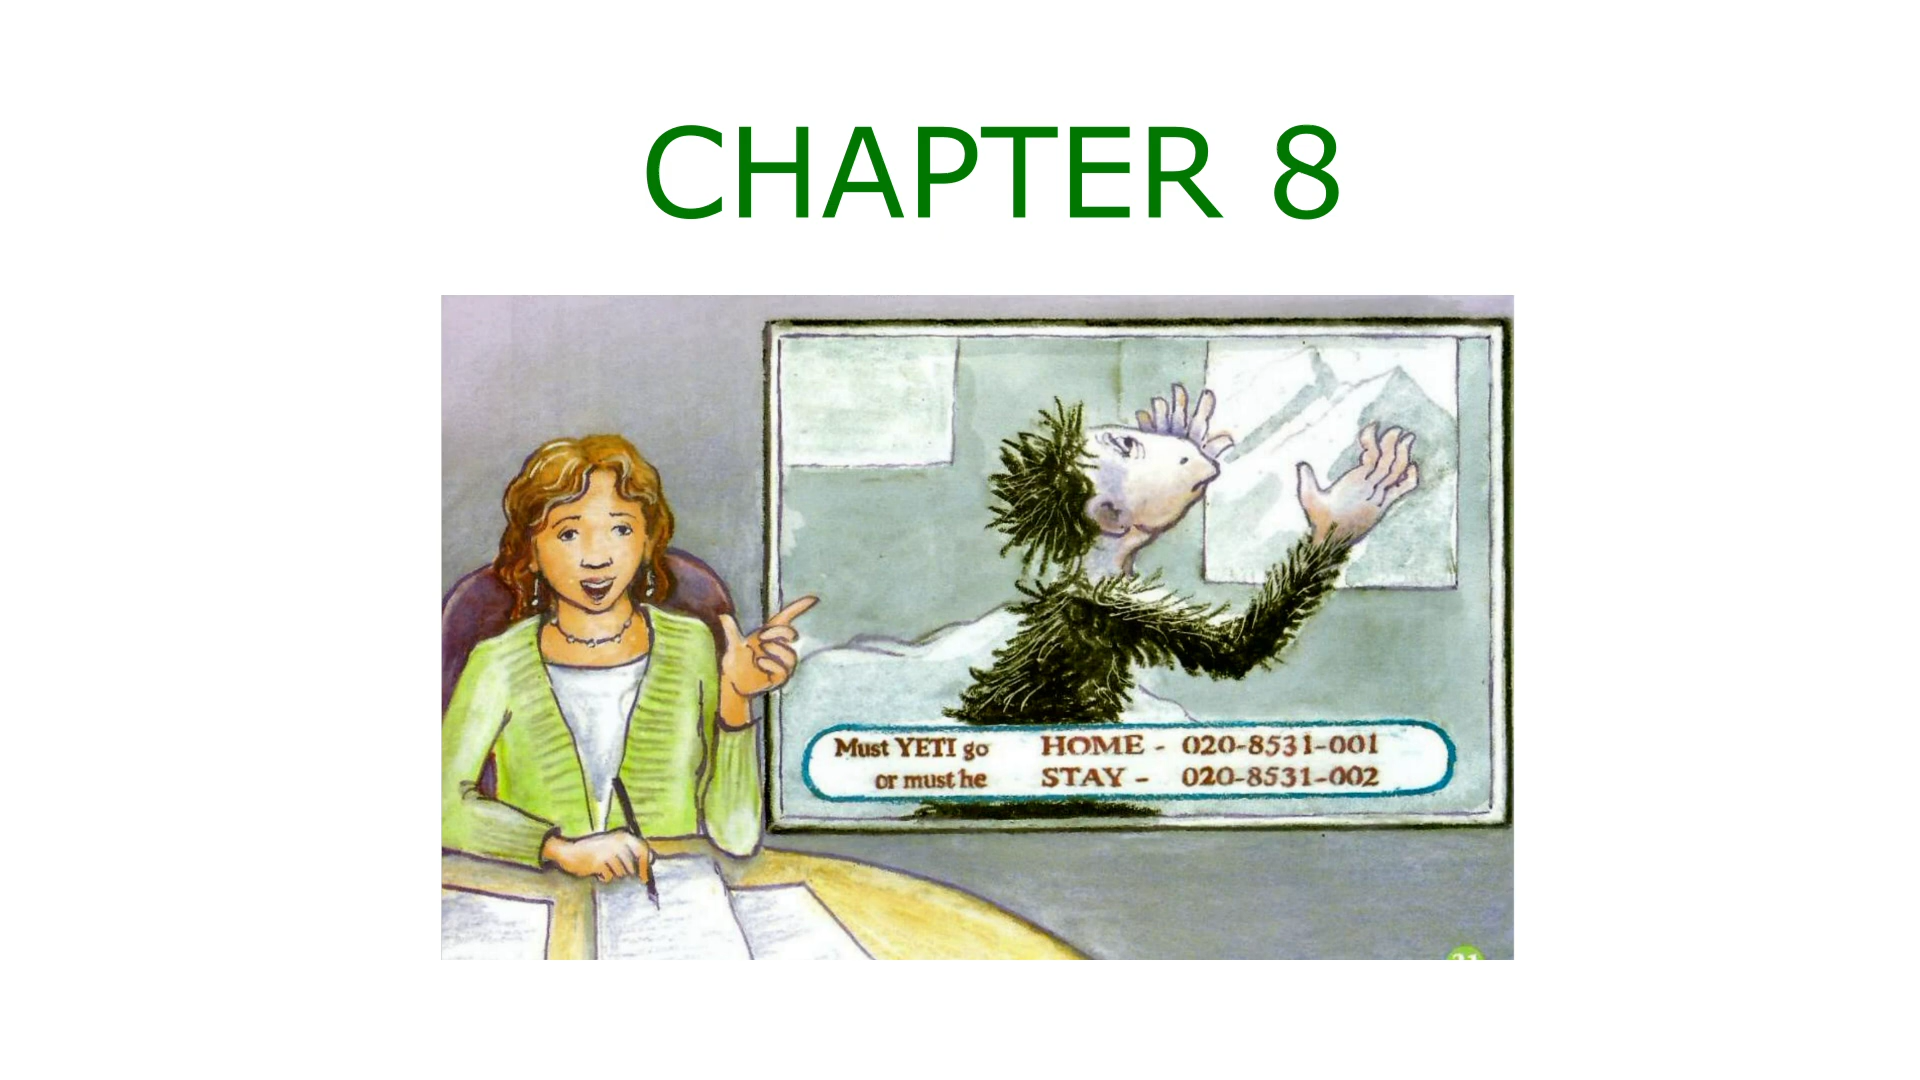 CHAPTER 8
Must YETI go HOME - 020-8531-001
or must he STAY - 020-8531-002